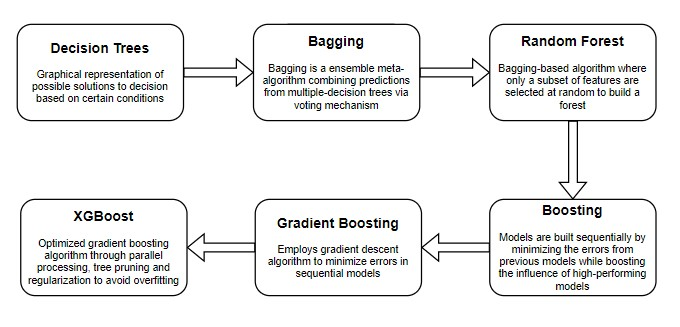 Decision Trees
Graphical representation of
possible solutions to decision
based on certain conditions
Bagging
Bagging is a ensemble meta-
algorithm combining predictions
from multiple-decision trees via
voting mechanism
Random Forest
Bagging-based algorithm where
only a subset of features are
selected at random to build a
forest
Boosting
Models are built sequentially by
minimizing the errors from
previous models while boosting
the influence of high-performing
models
Gradient Boosting
Employs gradient descent
algorithm to minimize errors in
sequential models
XGBoost
Optimized gradient boosting
algorithm through parallel
processing, tree pruning and
regularization to avoid overfitting